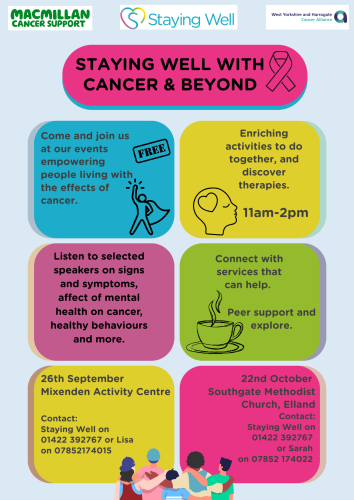 MACMILLAN
CANCER SUPPORT
Staying Well
West Yorkshire and Harrogate
Cancer Alliance
STAYING WELL WITH
CANCER & BEYOND
Come and join us
at our events
empowering
people living with
the effects of
cancer.
FREE
Enriching
activities to do
together, and
discover
therapies.
11am-2pm
Listen to selected
speakers on signs
and symptoms,
affect of mental
health on cancer,
healthy behaviours
and more.
Connect with
services that
can help.
Peer support and
explore.
26th September
Mixenden Activity Centre
Contact:
Staying Well on
01422 392767 or Lisa
on 07852174015
22nd October
Southgate Methodist
Church, Elland
Contact:
Staying Well on
01422 392767
or Sarah
on 07852 174022